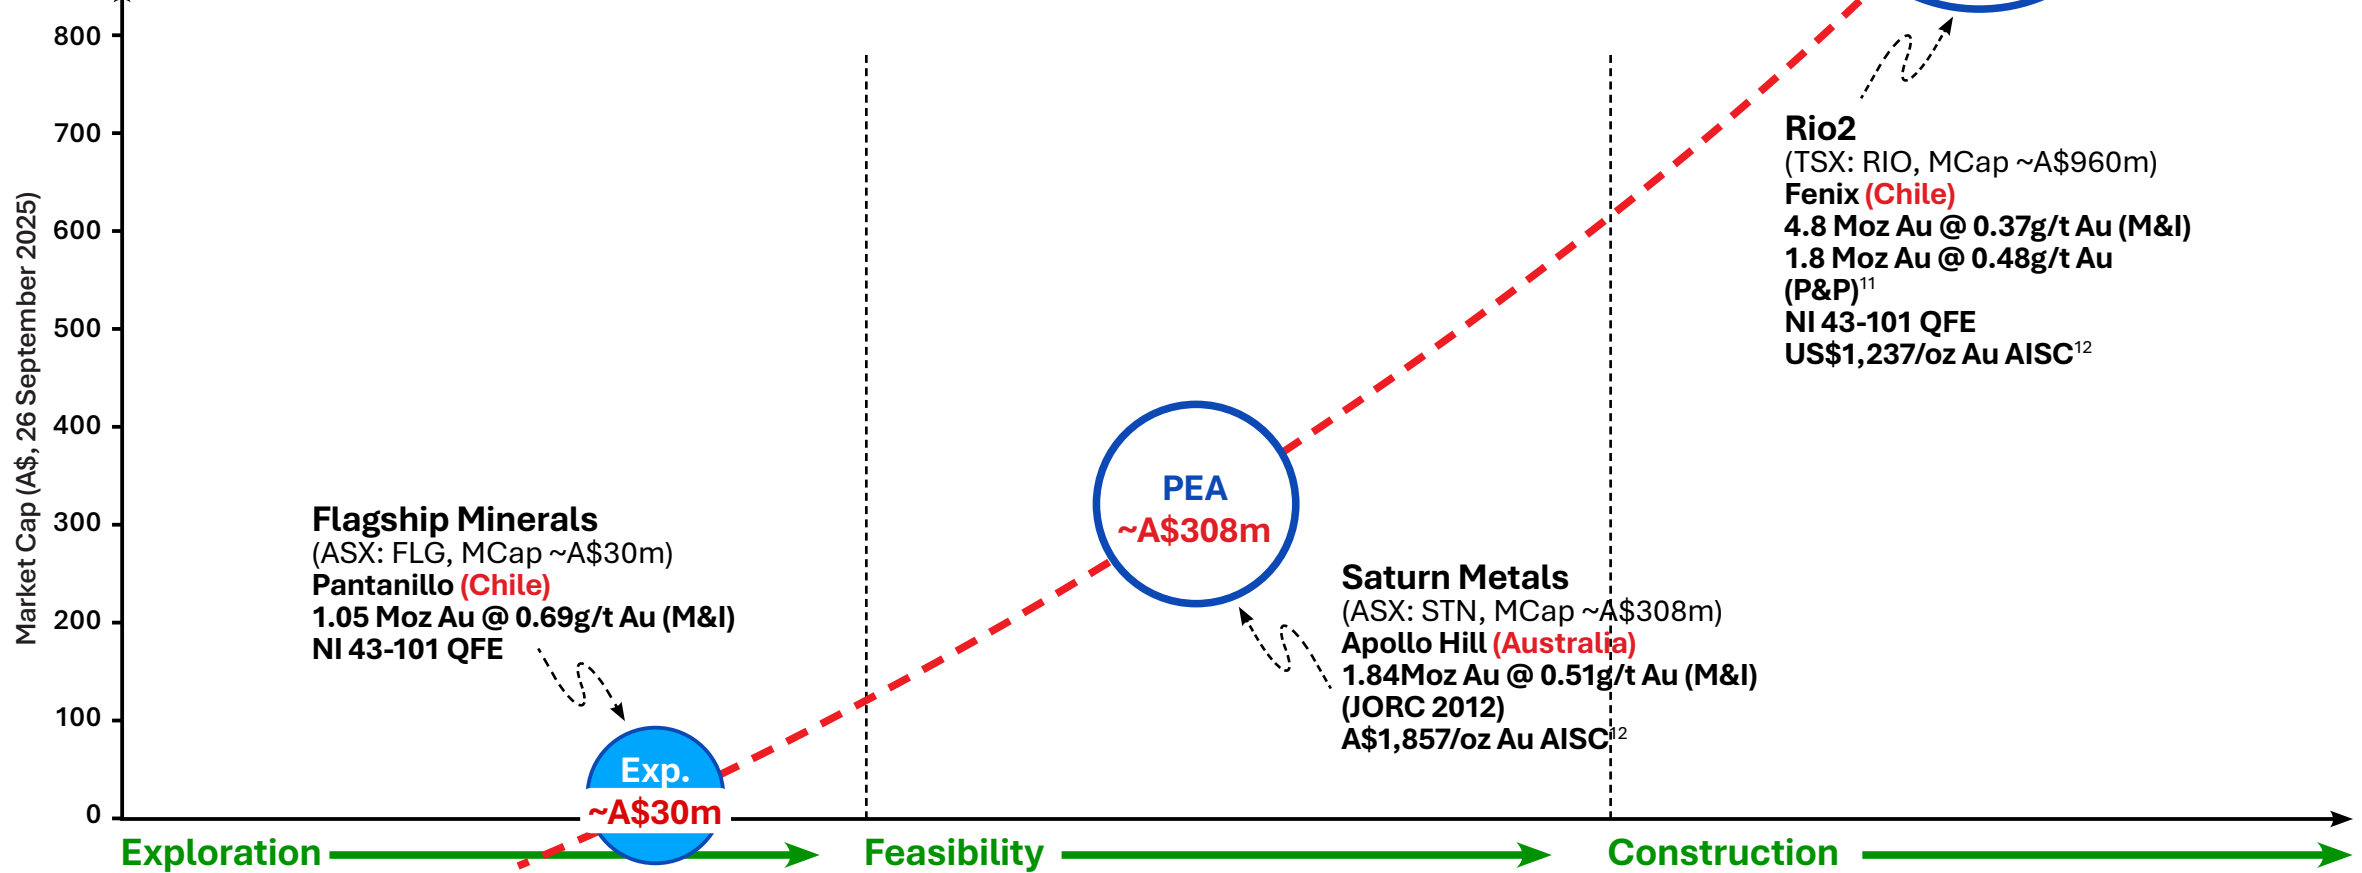 800
700
600
500
400
300
200
100
0
Market Cap (A$, 26 September 2025)
Rio2
(TSX: RIO, MCap ~A$960m)
Fenix (Chile)
4.8 Moz Au @ 0.37g/t Au (M&I)
1.8 Moz Au @ 0.48g/t Au
(P&P)11
NI 43-101 QFE
US$1,237/oz Au AISC12
PEA
~A$308m
Flagship Minerals
(ASX: FLG, MCap ~A$30m)
Pantanillo (Chile)
1.05 Moz Au @ 0.69g/t Au (M&I)
NI 43-101 QFE
Saturn Metals
(ASX: STN, MCap ~A$308m)
Apollo Hill (Australia)
1.84Moz Au @ 0.51g/t Au (M&I)
(JORC 2012)
A$1,857/oz Au AISC12
Exp.
~A$30m
Exploration
Feasibility
Construction